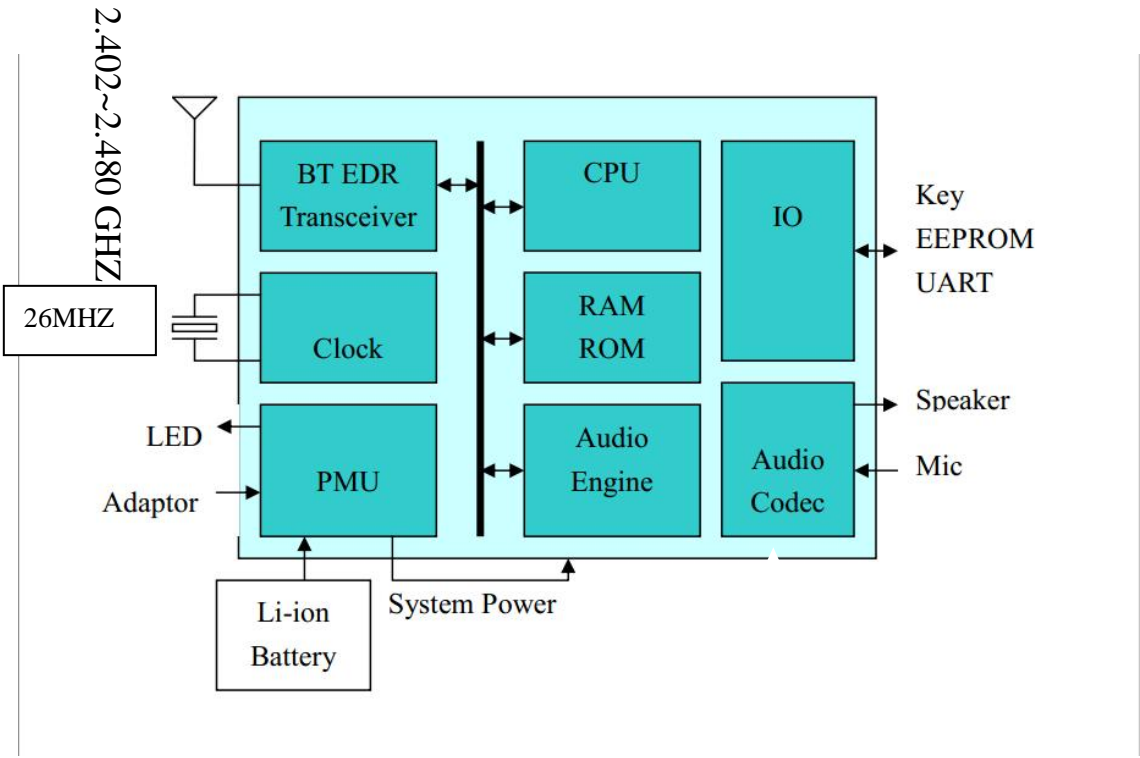 2.402~2.480 GHZ
BT EDR
Transceiver
CPU
IO
Key
EEPROM
UART
26MHZ
Clock
RAM
ROM
LED
Adaptor
PMU
Audio
Engine
Audio
Codec
Speaker
Mic
Li-ion
Battery
System Power